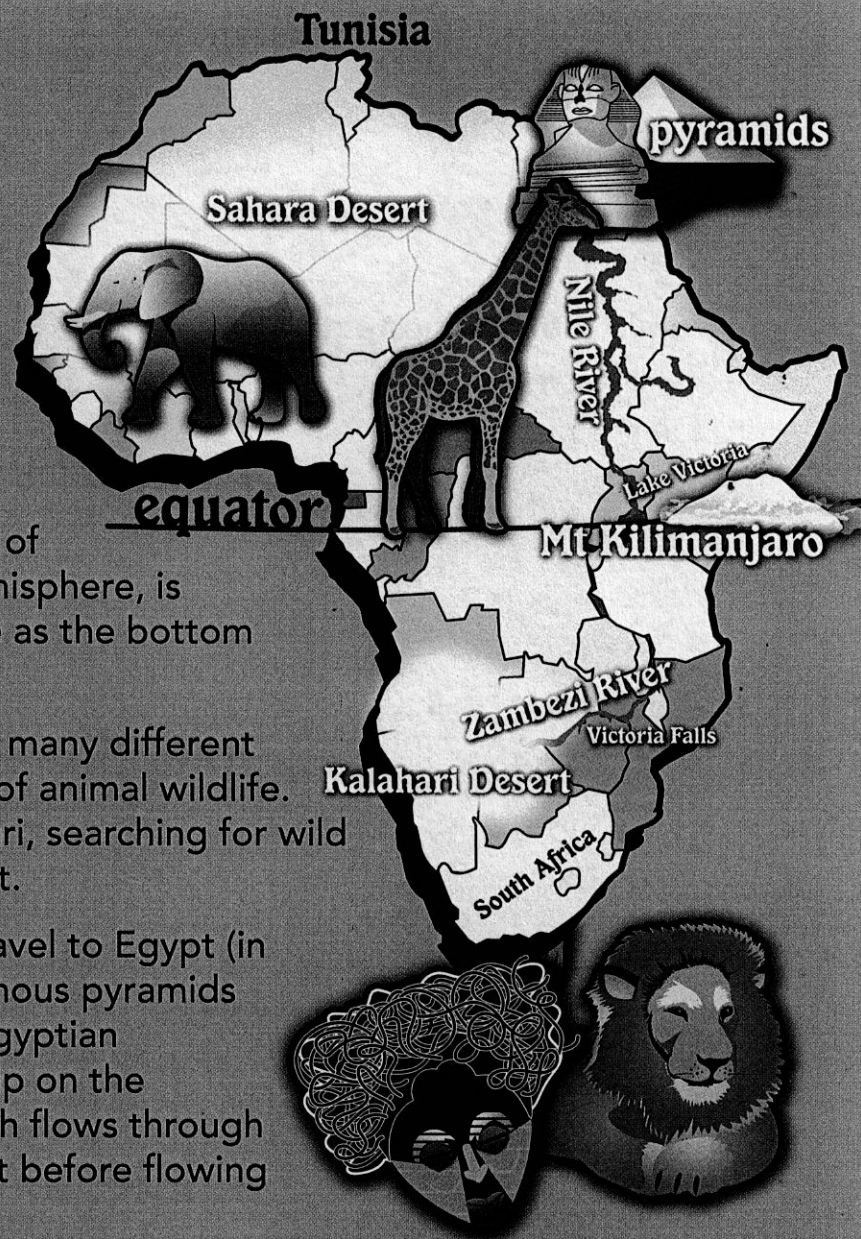 Tunisia
pyramids
Sahara Desert
Nile River
Lake Victoria
equator
Mt Kilimanjaro
of
nisphere, is
as the bottom
Zambezi River
many different
Victoria Falls
of animal wildlife.
Kalahari Desert
ri, searching for wild
t.
South Africa
avel to Egypt (in
nous pyramids
gyptian
p on the
h flows through
t before flowing